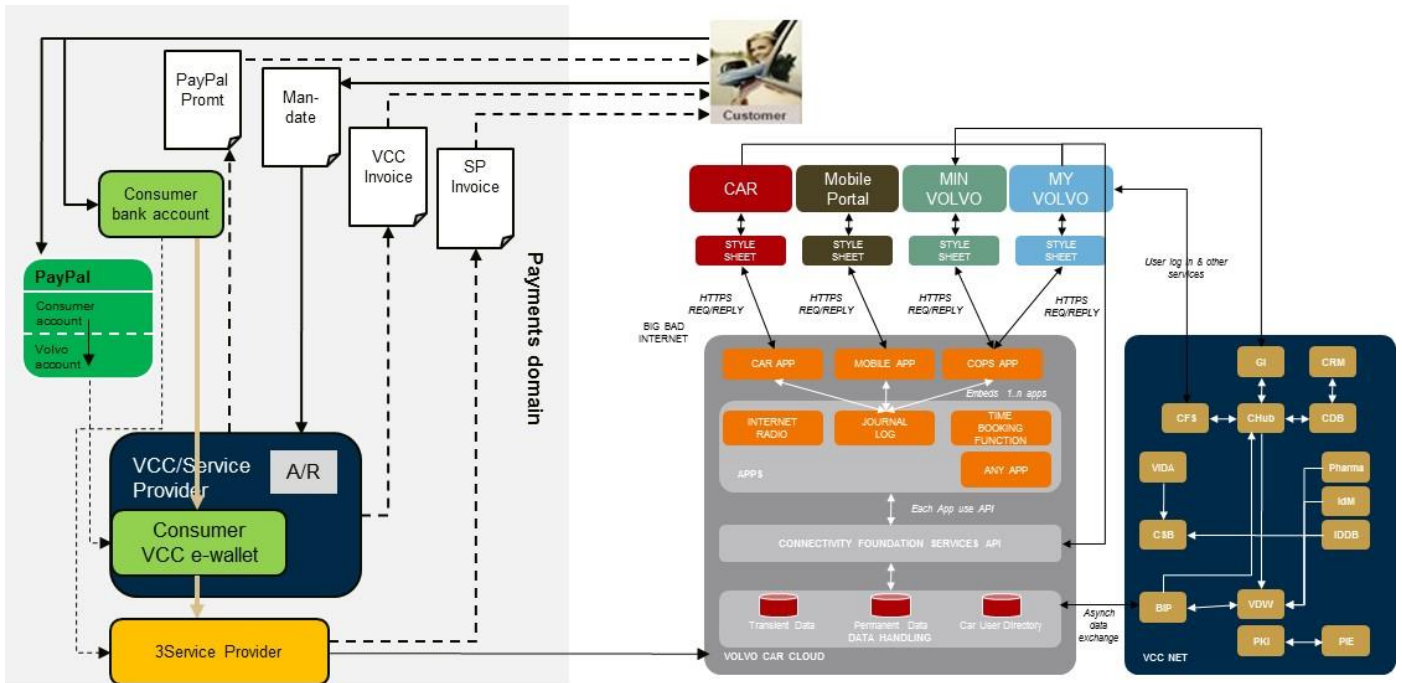 PayPal
Promt
Man-
date
VCC
Invoice
SP
Invoice
Customer
Consumer
bank account
PayPal
Consumer
account
Volvo
account
Payments domain
VCC/Service
Provider
A/R
Consumer
VCC e-wallet
3Service Provider
CAR
Mobile
Portal
MIN
VOLVO
MY
VOLVO
STYLE
SHEET
STYLE
SHEET
STYLE
SHEET
STYLE
SHEET
HTTPS
REQ/REPLY
HTTPS
REQ/REPLY
HTTPS
REQ/REPLY
HTTPS
REQ/REPLY
User log in & other
services
BIG BAD
INTERNET
CAR APP
MOBILE APP
COPS APP
Embeds 1..n apps
INTERNET
RADIO
JOURNAL
LOG
TIME
BOOKING
FUNCTION
ANY APP
APPS
Each App use API
CONNECTIVITY FOUNDATION SERVICES API
Transient Data
Permanent Data
Car User Directory
DATA HANDLING
VOLVO CAR CLOUD
Asynch
data
exchange
GI
CRM
CFS
CHub
CDB
VIDA
Pharma
IdM
CSB
IDDB
BIP
VDW
PKI
PIE
VCC NET